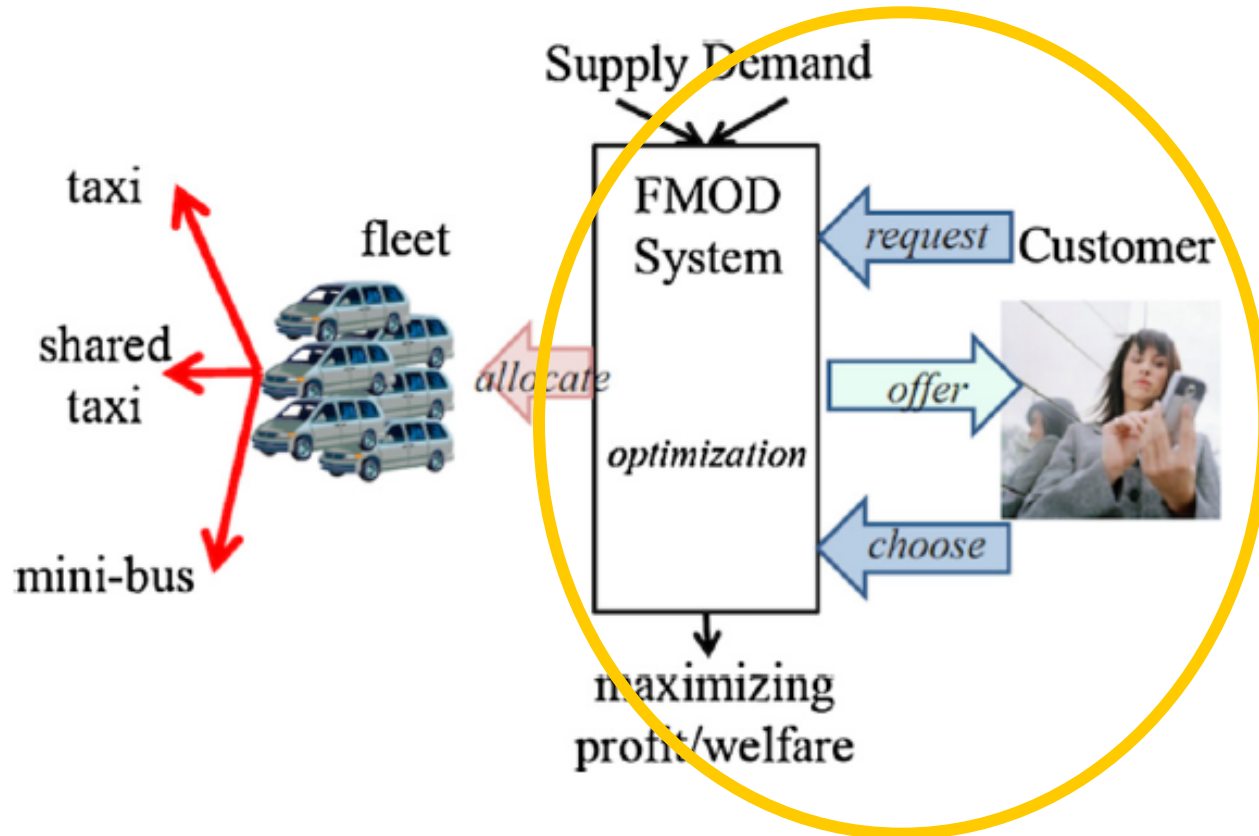 Supply Demand
taxi
fleet
shared
taxi
mini-bus
allocate
FMOD
System
optimization
request
Customer
offer
choose
maximizing
profit/welfare